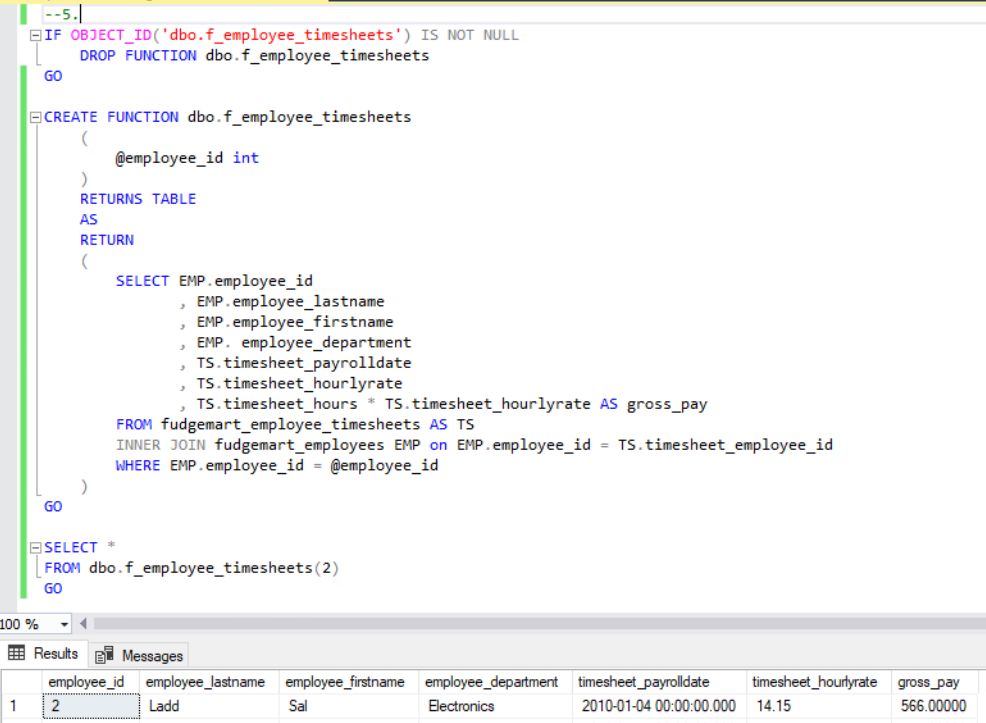 --5.
IF OBJECT_ID('dbo.f_employee_timesheets') IS NOT NULL
DROP FUNCTION dbo.f_employee_timesheets
GO
CREATE FUNCTION dbo.f_employee_timesheets
(
@employee_id int
)
RETURNS TABLE
AS
RETURN
(
SELECT EMP.employee_id
, EMP.employee_lastname
, EMP.employee_firstname
, EMP. employee_department
, TS.timesheet_payrolldate
, TS.timesheet_hourlyrate
, TS.timesheet_hours * TS.timesheet_hourlyrate AS gross_pay
FROM fudgemart_employee_timesheets AS TS
INNER JOIN fudgemart_employees EMP on EMP.employee_id = TS.timesheet_employee_id
WHERE EMP.employee_id = @employee_id
)
GO
SELECT *
FROM dbo.f_employee_timesheets(2)
GO
100 %
Results Messages
employee_id employee_lastname employee_firstname employee_department timesheet_payrolldate timesheet_hourlyrate gross_pay
1 2 Ladd Sal Electronics 2010-01-04 00:00:00.000 14.15 566.00000